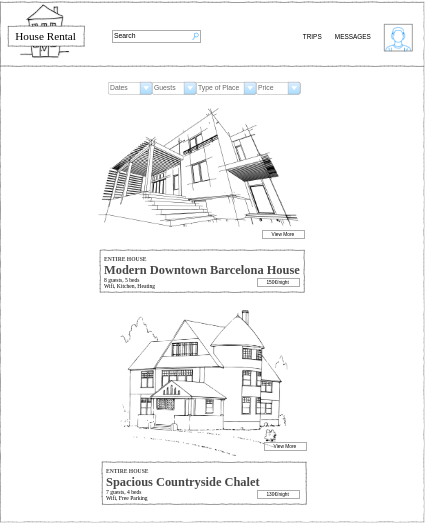 House Rental
Search
TRIPS
MESSAGES
Dates
Guests
Type of Place
Price
View More
ENTIRE HOUSE
Modern Downtown Barcelona House
8 guests, 5 beds
Wifi, Kitchen, Heating
150€/night
View More
ENTIRE HOUSE
Spacious Countryside Chalet
7 guests, 4 beds
Wifi, Free Parking
130€/night